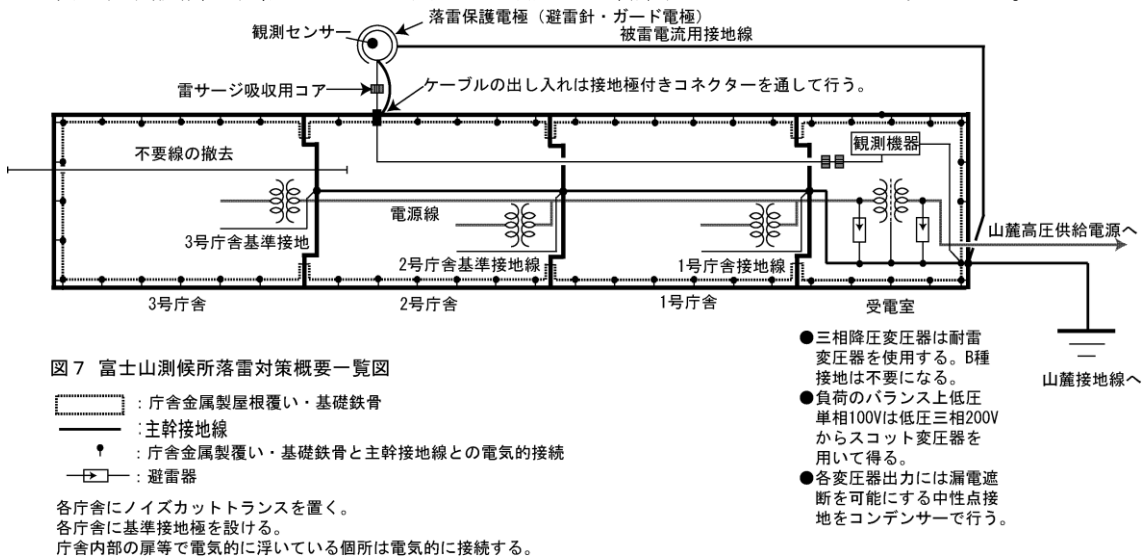 落雷保護電極(避雷針・ガード電極)
観測センサー
被雷電流用接地線
雷サージ吸収用コア
ケーブルの出し入れは接地極付きコネクターを通して行う。
不要線の撤去
観測機器
電源線
3号庁舎基準接地
2号庁舎基準接地線
1号庁舎接地線
山麓高圧供給電源へ
3号庁舎
2号庁舎
1号庁舎
受電室
山麓接地線へ
●三相降圧変圧器は耐雷
変圧器を使用する。B種
接地は不要になる。
●負荷のバランス上低圧
単相100Vは低圧三相200V
からスコット変圧器を
用いて得る。
●各変圧器出力には漏電遮
断を可能にする中性点接
地をコンデンサーで行う。
図7 富士山測候所落雷対策概要一覧図
:庁舎金属製屋根覆い・基礎鉄骨
:主幹接地線
:庁舎金属製覆い・基礎鉄骨と主幹接地線との電気的接続
:避雷器
各庁舎にノイズカットトランスを置く。
各庁舎に基準接地極を設ける。
庁舎内部の扉等で電気的に浮いている個所は電気的に接続する。